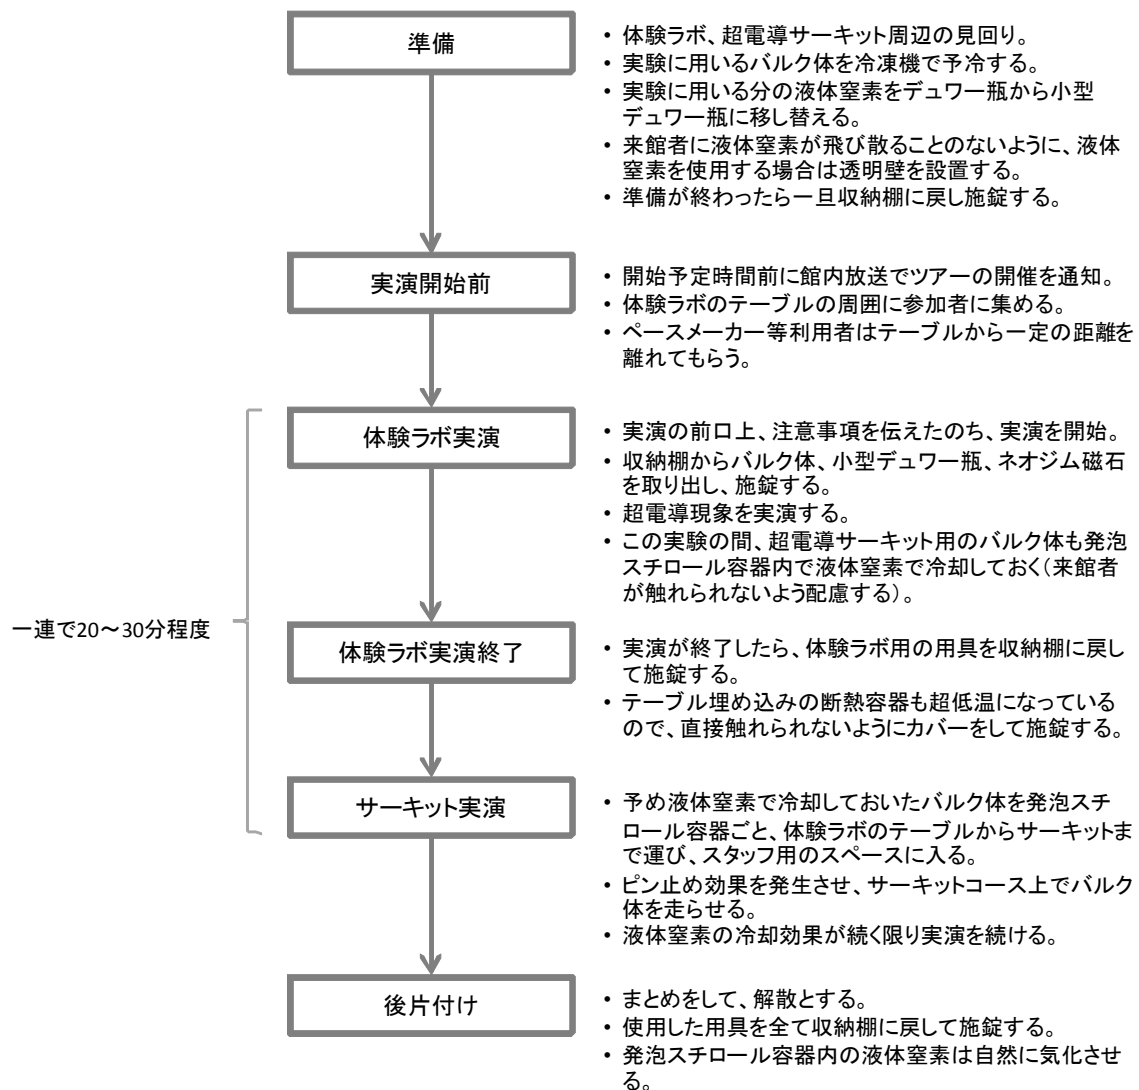 準備
・ 体験ラボ、超電導サーキット周辺の見回り。
・ 実験に用いるバルク体を冷凍機で予冷する。
・ 実験に用いる分の液体窒素をデュワー瓶から小型
デュワー瓶に移し替える。
・ 来館者に液体窒素が飛び散ることのないように、液体
窒素を使用する場合は透明壁を設置する。
・ 準備が終わったら一旦収納棚に戻し施錠する。
実演開始前
・ 開始予定時間前に館内放送でツアーの開催を通知。
・ 体験ラボのテーブルの周囲に参加者に集める。
・ ペースメーカー等利用者はテーブルから一定の距離を
離れてもらう。
一連で20～30分程度
体験ラボ実演
・ 実演の前口上、注意事項を伝えたのち、実演を開始。
・ 収納棚からバルク体、小型デュワー瓶、ネオジム磁石
を取り出し、施錠する。
・ 超電導現象を実演する。
・ この実験の間、超電導サーキット用のバルク体も発泡
スチロール容器内で液体窒素で冷却しておく（来館者
が触れられないよう配慮する）。
体験ラボ実演終了
・ 実演が終了したら、体験ラボ用の用具を収納棚に戻し
て施錠する。
・ テーブル埋め込みの断熱容器も超低温になっている
ので、直接触れられないようにカバーをして施錠する。
サーキット実演
・ 予め液体窒素で冷却しておいたバルク体を発泡スチ
ロール容器ごと、体験ラボのテーブルからサーキットま
で運び、スタッフ用のスペースに入る。
・ ピン止め効果を発生させ、サーキットコース上でバルク
体を走らせる。
・ 液体窒素の冷却効果が続く限り実演を続ける。
後片付け
・ まとめをして、解散とする。
・ 使用した用具を全て収納棚に戻して施錠する。
・ 発泡スチロール容器内の液体窒素は自然に気化させ
る。